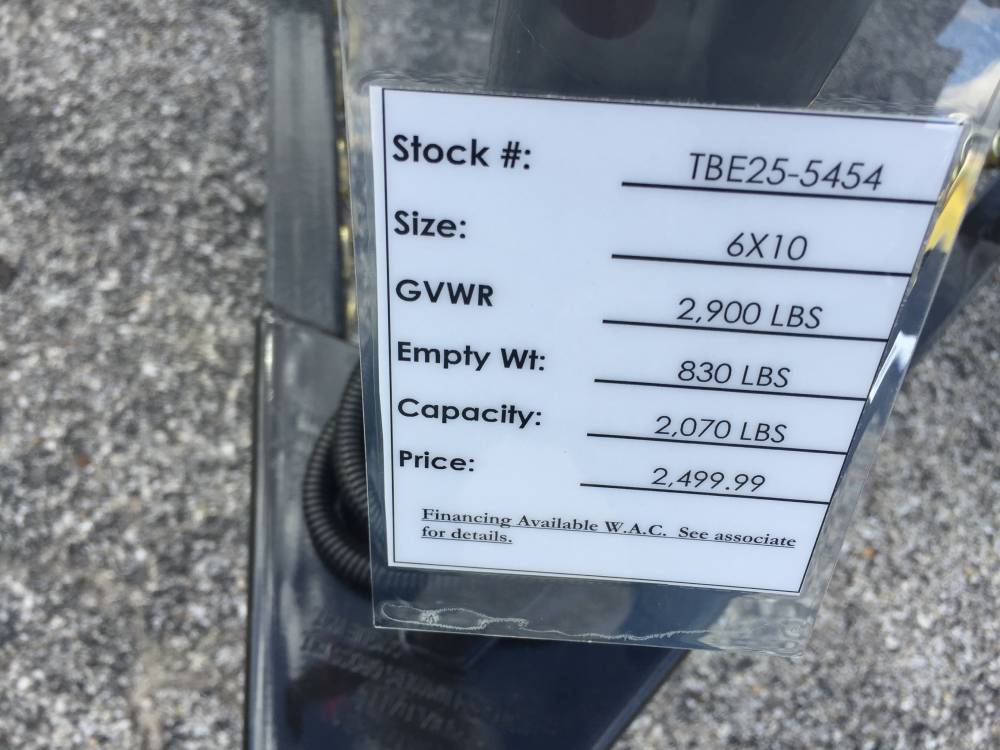 Stock #: TBE25-5454
Size: 6X10
GVWR 2,900 LBS
Empty Wt: 830 LBS
Capacity: 2,070 LBS
Price: 2,499.99
Financing Available W.A.C. See associate
for details.